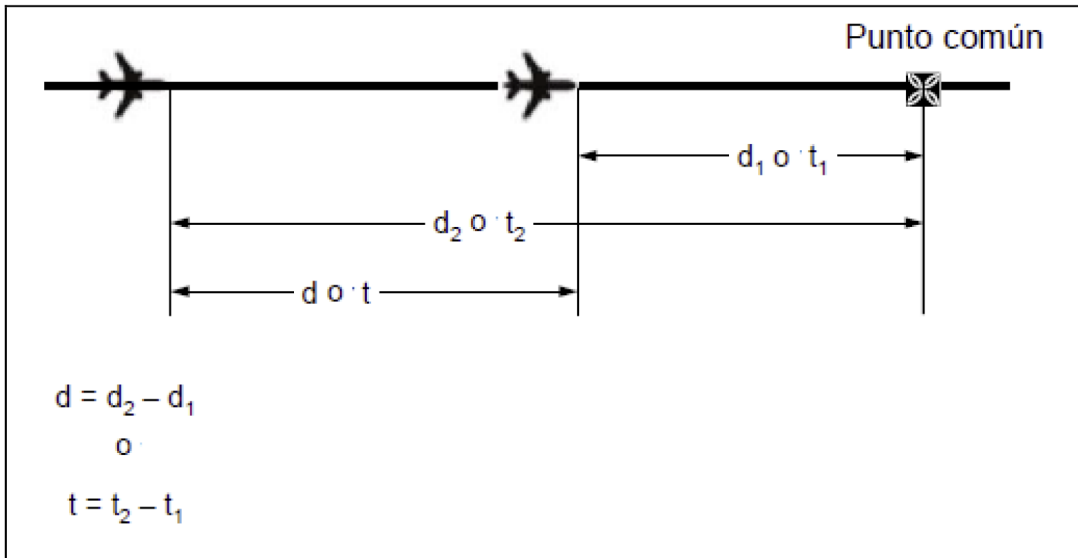 Punto común
d₁ o t₁
d₂ o t₂
d o t
d = d₂ – d₁
o
t = t₂ – t₁